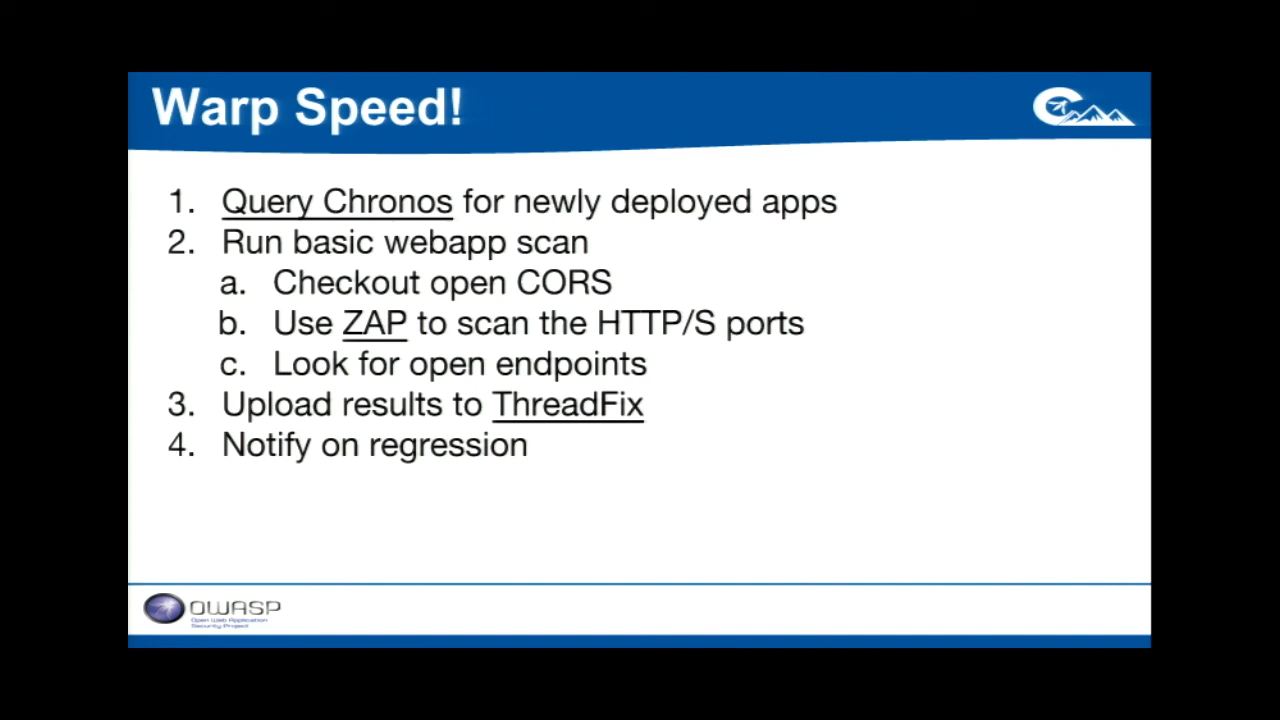 Warp Speed!
1. Query Chronos for newly deployed apps
2. Run basic webapp scan
a. Checkout open CORS
b. Use ZAP to scan the HTTP/S ports
c. Look for open endpoints
3. Upload results to ThreadFix
4. Notify on regression
OWASP
Open Web Application
Security Project